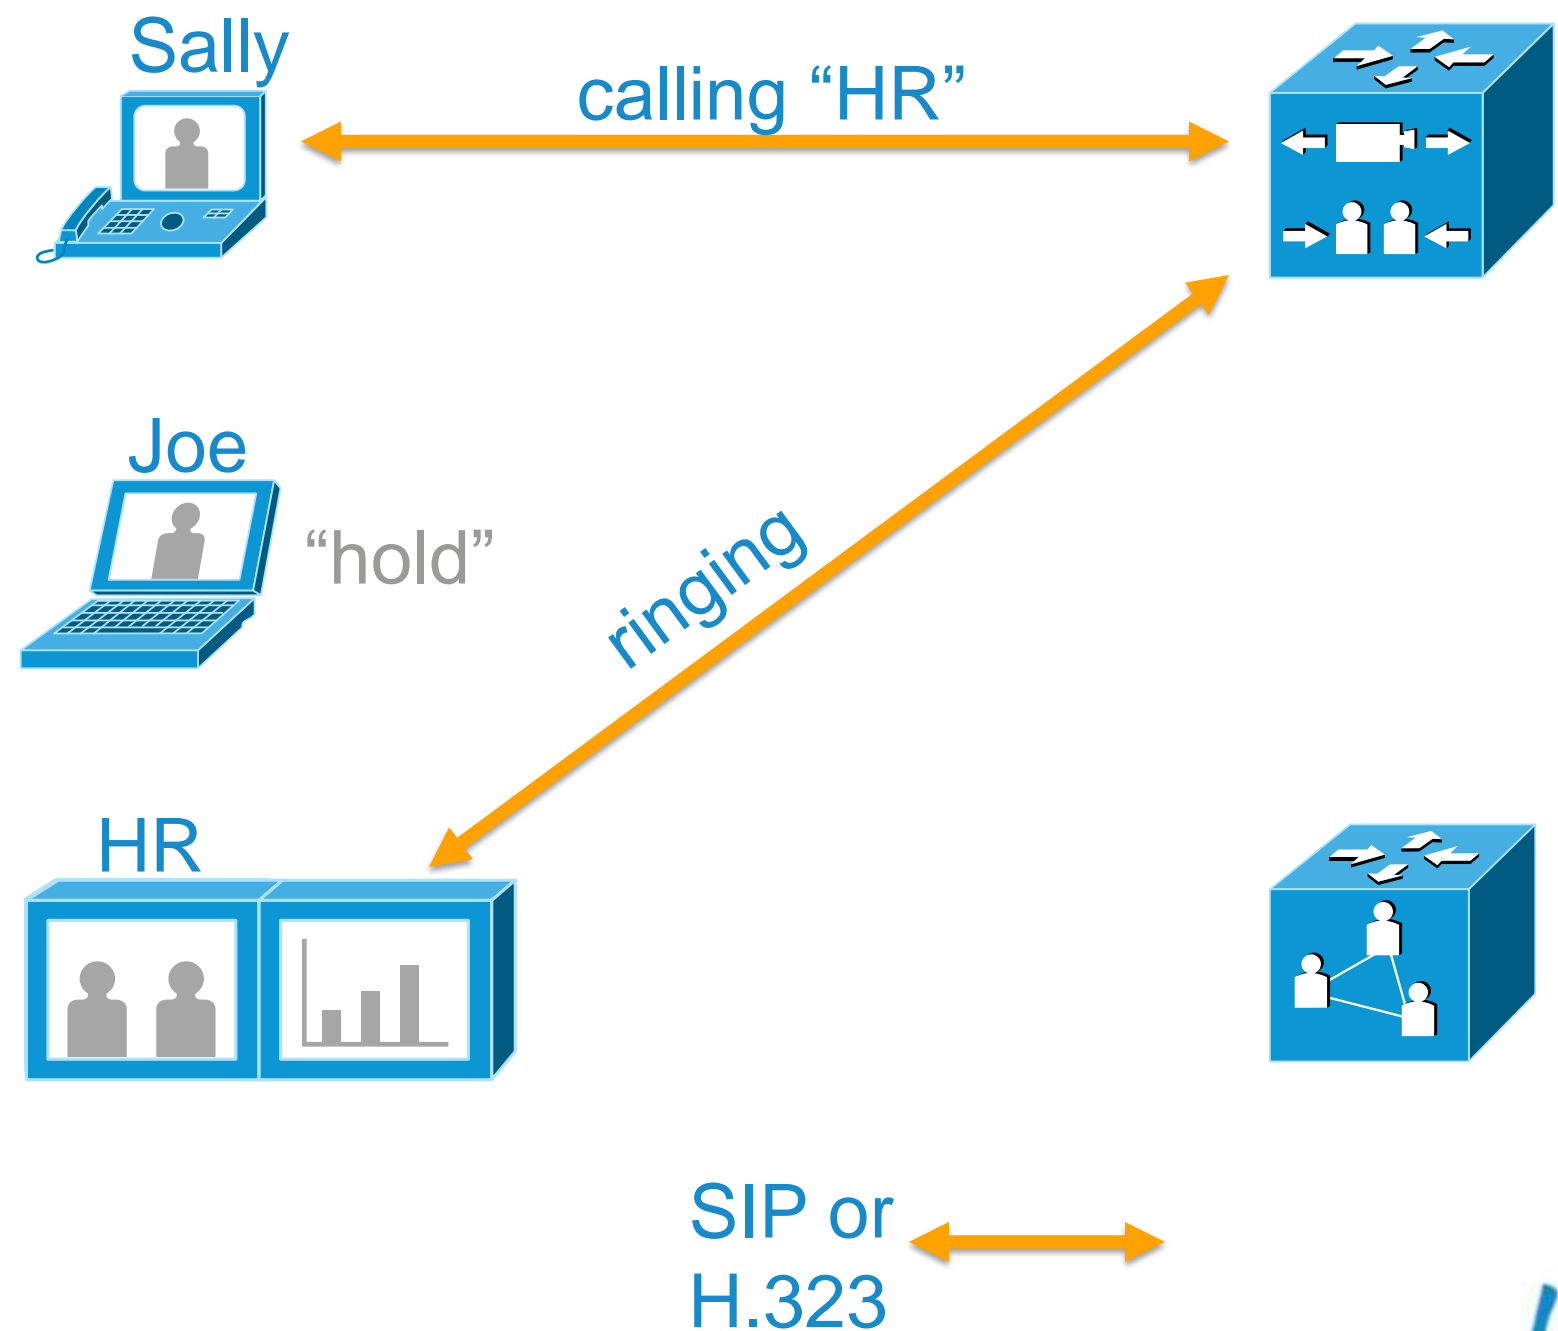 Sally
calling “HR”
Joe
“hold”
ringing
HR
SIP or
H.323